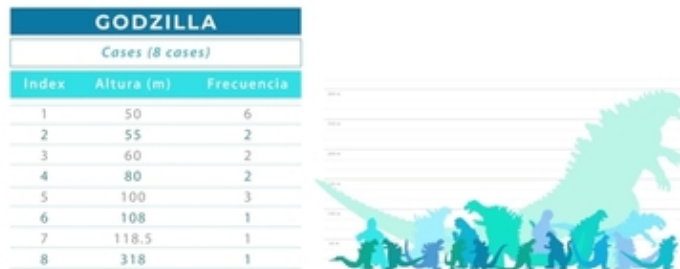 GODZILLA
Cases (8 cases)
Index Altura (m) Frecuencia
1 50 6
2 55 2
3 60 2
4 80 2
5 100 3
6 108 1
7 118.5 1
8 318 1